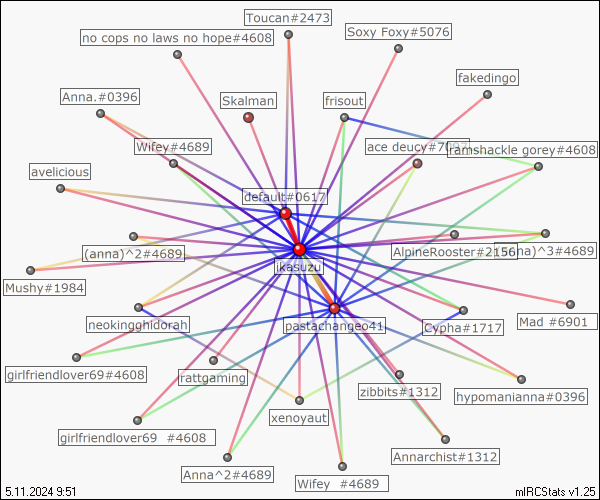 Toucan#2473
no cops no laws no hope#4608
Soxy Foxy#5076
fakedingo
Anna.#0396
Skalman
frisout
Wifey#4689
ace deucy#7
ramshackle gorey#4608
avelicious
default#0617
(anna)^2#4689
AlpineRooster#2156
)^3#4689
ikasuzu
Mushy#1984
neokingghidorah
pastachangeo41
Cypha#1717
Mad #6901
girlfriendlover69#4608
rattgaming
zibbits#1312
hypomanianna#0396
xenoyaut
girlfriendlover69 #4608
Annarchist#1312
Anna^2#4689
Wifey #4689
5.11.2024 9:51
mIRCStats v1.25